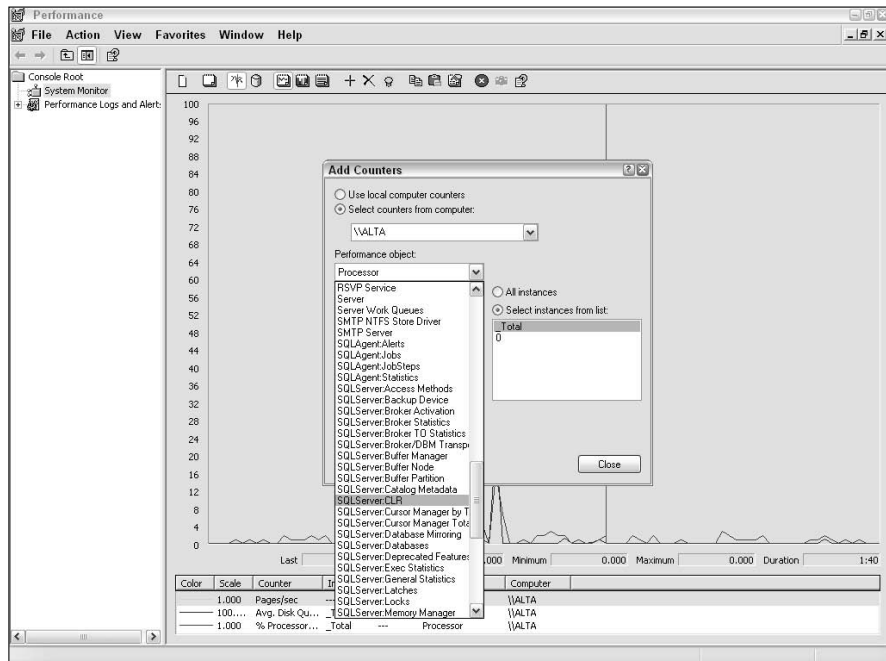 Performance
File Action View Favorites Window Help
Console Root
System Monitor
Performance Logs and Alert:
100
96
92
88
84
80
76
72
68
64
60
56
52
48
44
40
36
32
28
24
20
16
12
8
4
0
Add Counters
Use local computer counters
Select counters from computer:
\\ALTA
Performance object:
Processor
RSVP Service
Server
Server Work Queues
SMTP NTFS Store Driver
SMTP Server
SQLAgent:Alerts
SQLAgent:Jobs
SQLAgent:JobSteps
SQLAgent:Statistics
SQLServer:Access Methods
SQLServer:Backup Device
SQLServer:Broker Activation
SQLServer:Broker Statistics
SQLServer:Broker TO Statistics
SQLServer:Broker/DBM Transp
SQLServer:Buffer Manager
SQLServer:Buffer Node
SQLServer:Buffer Partition
SQLServer:Catalog Metadata
SQLServer:CLR
SQLServer:Cursor Manager by T
SQLServer:Cursor Manager Tota
SQLServer:Database Mirroring
SQLServer:Databases
SQLServer:Deprecated Features
SQLServer:Exec Statistics
SQLServer:General Statistics
SQLServer:Latches
SQLServer:Locks
SQLServer:Memory Manager
All instances
Select instances from list:
_Total
0
Close
Last .000 Minimum 0.000 Maximum 0.000 Duration 1:40
Color Scale Counter In Computer
1.000 Pages/sec --- \\ALTA
100.... Avg. Disk Qu... _T \\ALTA
1.000 % Processor... _Total --- Processor \\ALTA